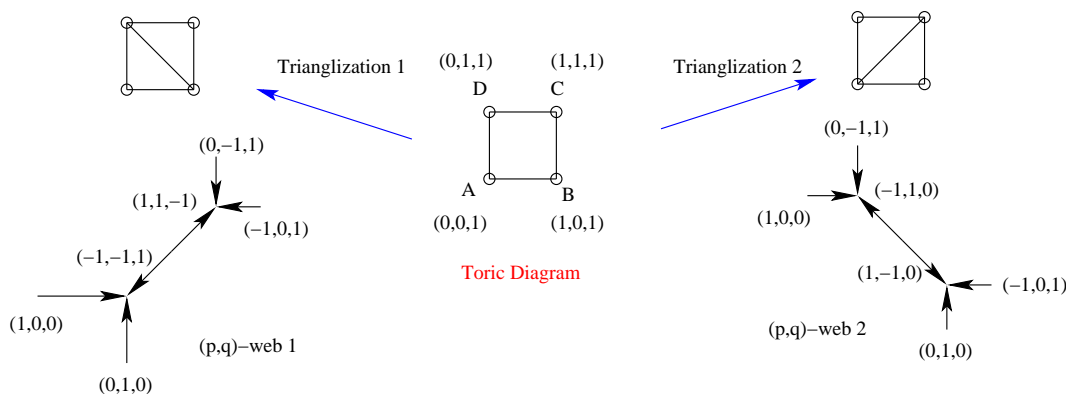 Trianglization 1
(0,1,1) (1,1,1)
D C
A B
(0,0,1) (1,0,1)
Toric Diagram
Trianglization 2
(0,−1,1)
(1,1,−1)
(−1,0,1)
(−1,−1,1)
(1,0,0)
(0,1,0)
(p,q)−web 1
(0,−1,1)
(−1,1,0)
(1,0,0)
(1,−1,0)
(−1,0,1)
(0,1,0)
(p,q)−web 2